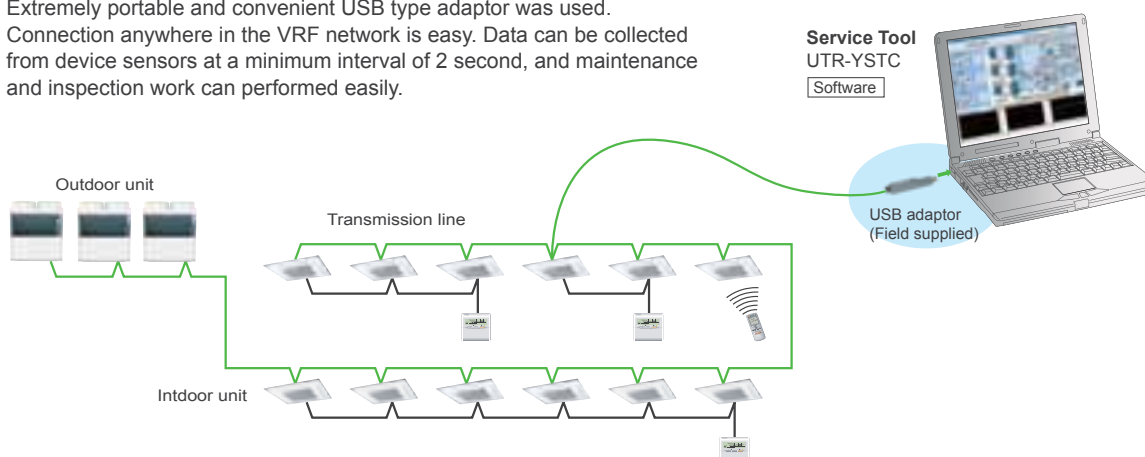 Extremely portable and convenient USB type adaptor was used.
Connection anywhere in the VRF network is easy. Data can be collected
from device sensors at a minimum interval of 2 second, and maintenance
and inspection work can performed easily.
Service Tool
UTR-YSTC
Software
Outdoor unit
Transmission line
USB adaptor
(Field supplied)
Intdoor unit